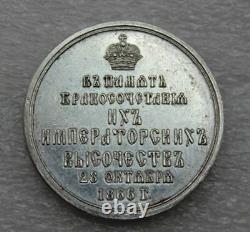 ВЪ ПАМЯТЬ
БРАКОСОЧЕТАНІЯ
ИХЪ
ИМПЕРАТОРСКИХЪ
ВЫСОЧЕСТВЪ
28 ОКТЯБРЯ
1866 Г.